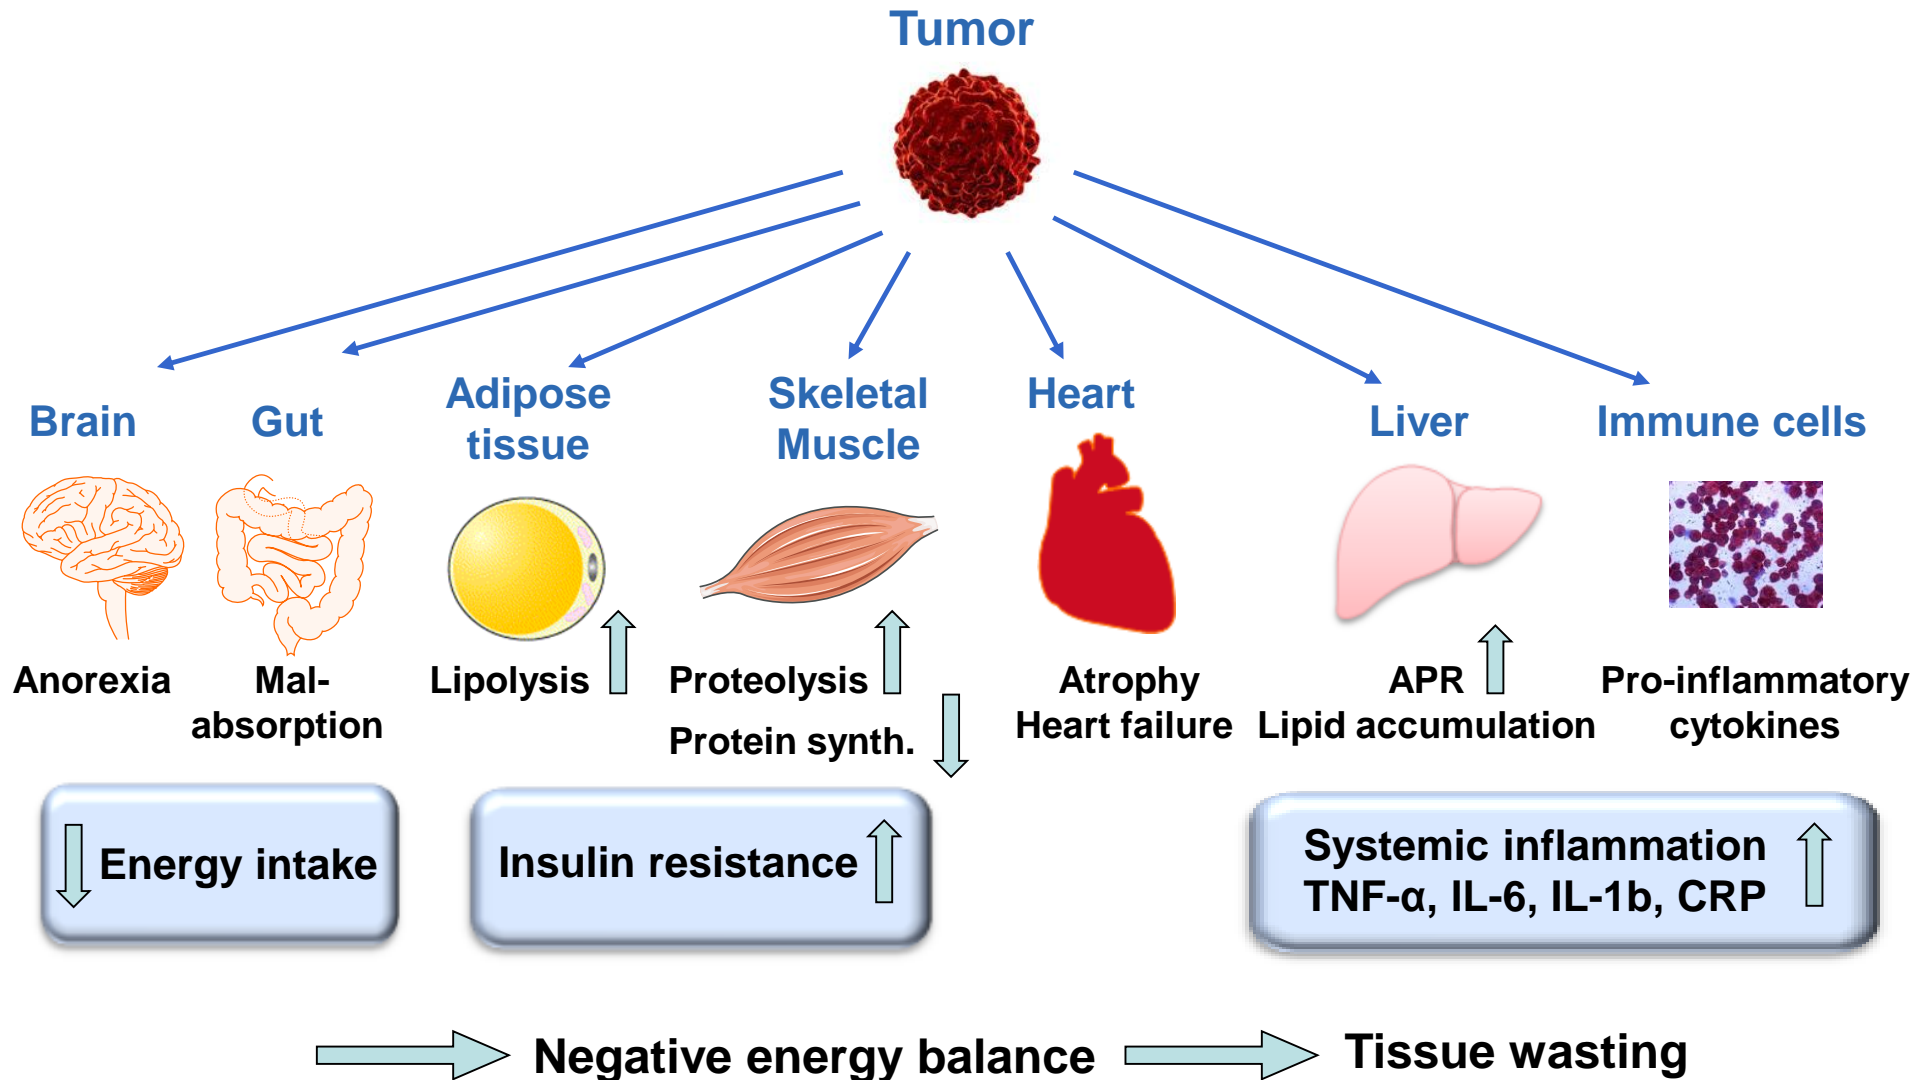 Tumor
Brain
Gut
Adipose
tissue
Skeletal
Muscle
Heart
Liver
Immune cells
Anorexia
Mal-
absorption
Lipolysis
Proteolysis
Protein synth.
Atrophy
Heart failure
APR
Lipid accumulation
Pro-inflammatory
cytokines
Energy intake
Insulin resistance
Systemic inflammation
TNF-α, IL-6, IL-1b, CRP
Negative energy balance
Tissue wasting